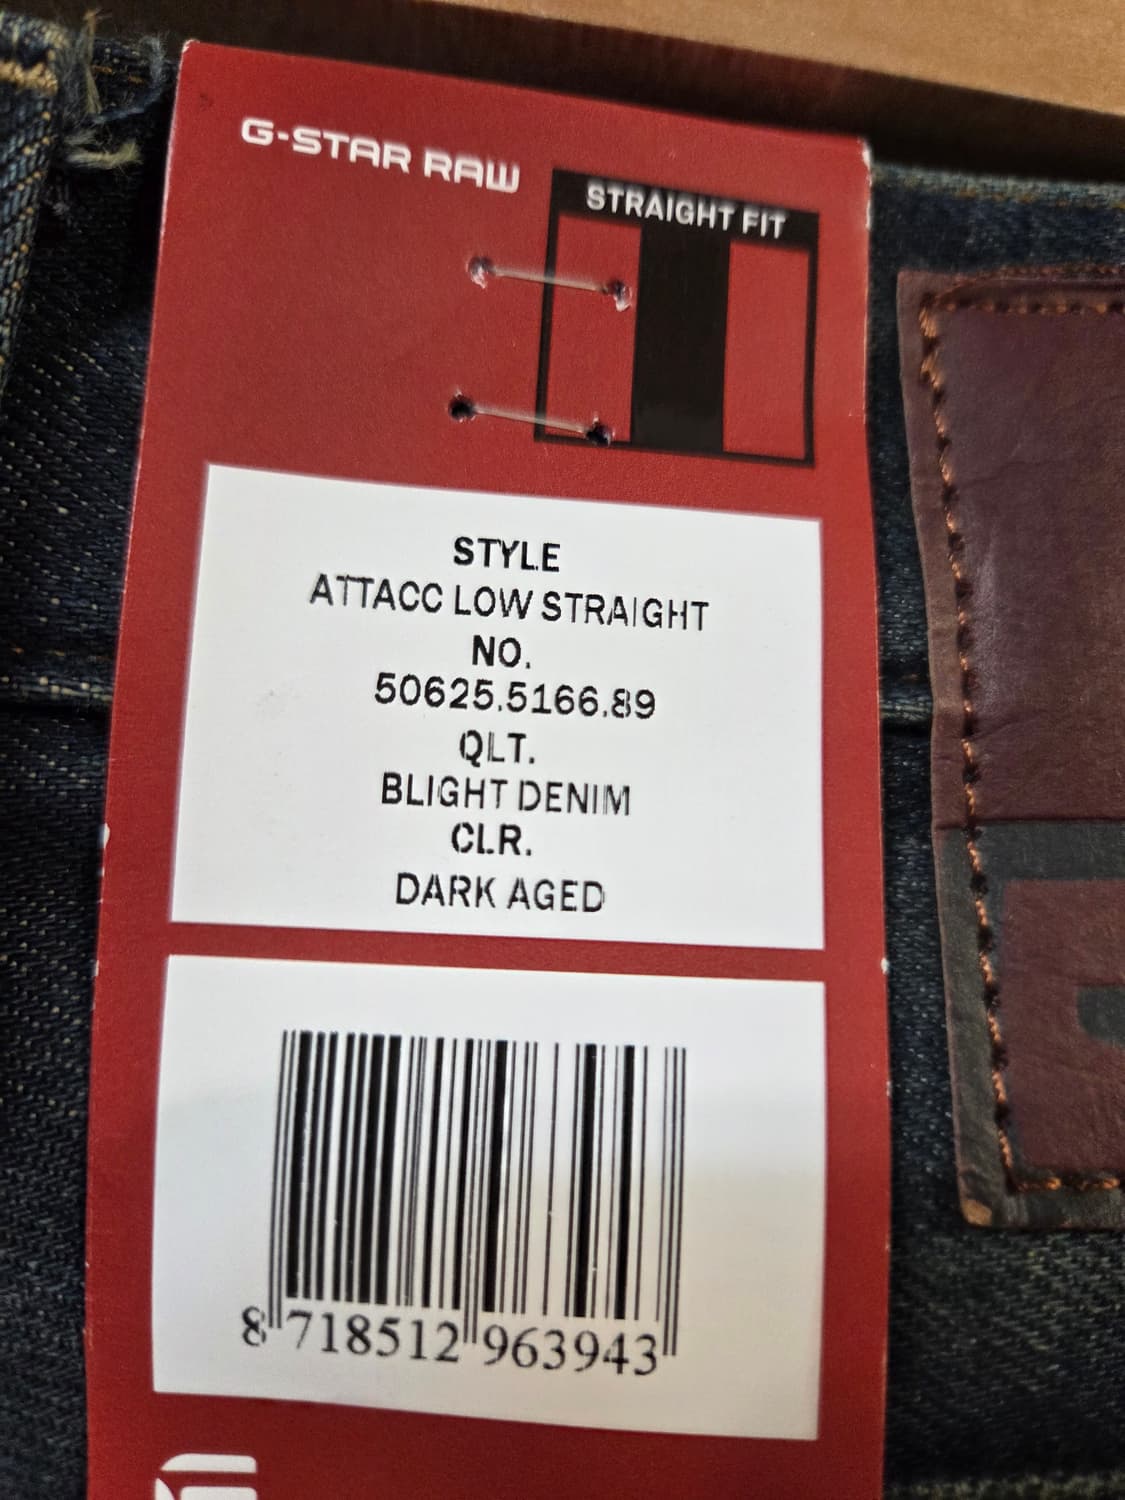 G-STAR RAW
STRAIGHT FIT
STYLE
ATTACC LOW STRAIGHT
NO.
50625.5166.89
QLT.
BLIGHT DENIM
CLR.
DARK AGED
8 718512 963943